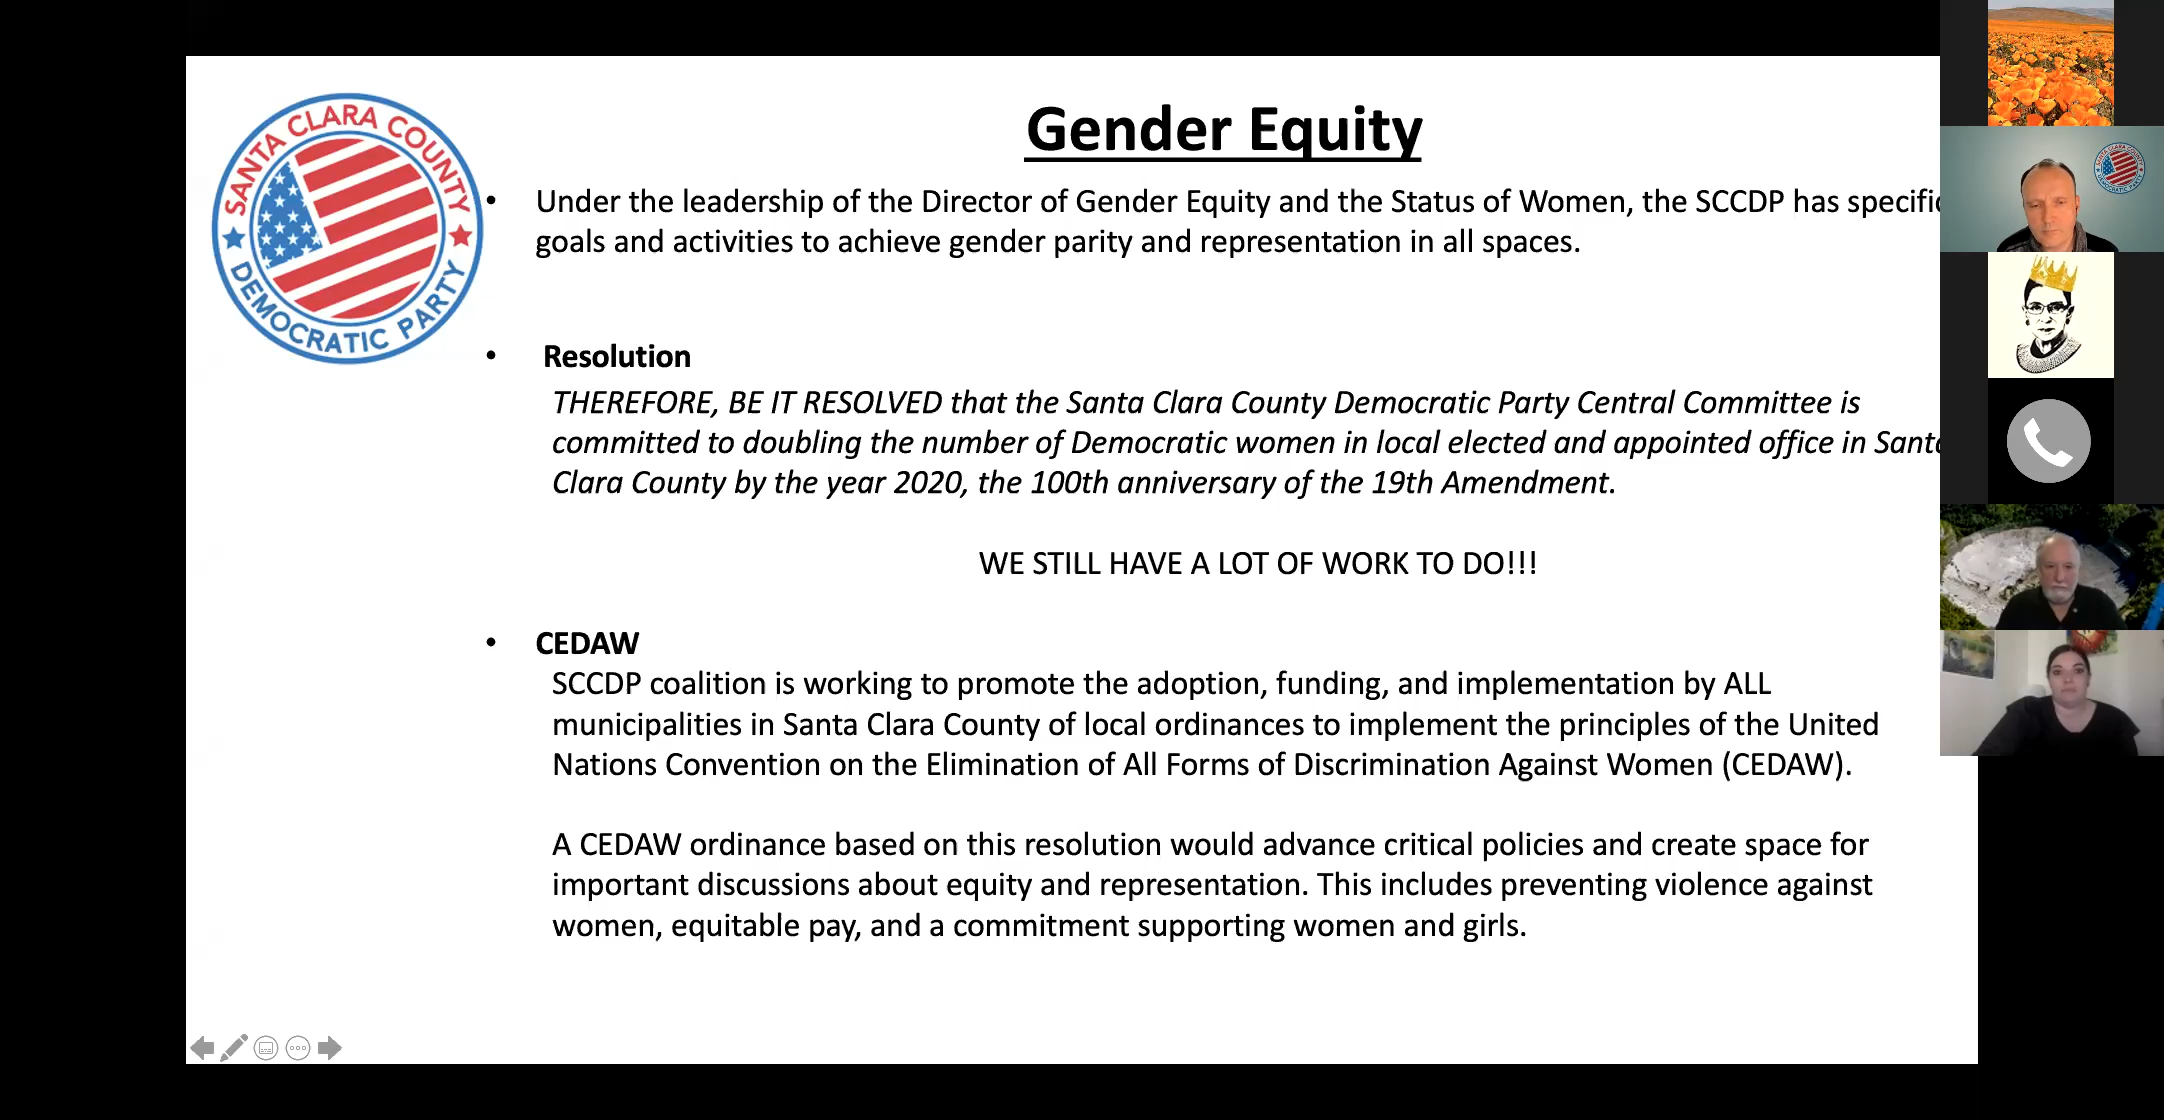 SANTA CLARA COUNTY
DEMOCRATIC PARTY
Gender Equity
• Under the leadership of the Director of Gender Equity and the Status of Women, the SCCDP has specific
goals and activities to achieve gender parity and representation in all spaces.
• Resolution
THEREFORE, BE IT RESOLVED that the Santa Clara County Democratic Party Central Committee is
committed to doubling the number of Democratic women in local elected and appointed office in Santa
Clara County by the year 2020, the 100th anniversary of the 19th Amendment.
WE STILL HAVE A LOT OF WORK TO DO!!!
• CEDAW
SCCDP coalition is working to promote the adoption, funding, and implementation by ALL
municipalities in Santa Clara County of local ordinances to implement the principles of the United
Nations Convention on the Elimination of All Forms of Discrimination Against Women (CEDAW).
A CEDAW ordinance based on this resolution would advance critical policies and create space for
important discussions about equity and representation. This includes preventing violence against
women, equitable pay, and a commitment supporting women and girls.
SANTA CLARA COUNTY
DEMOCRATIC PARTY